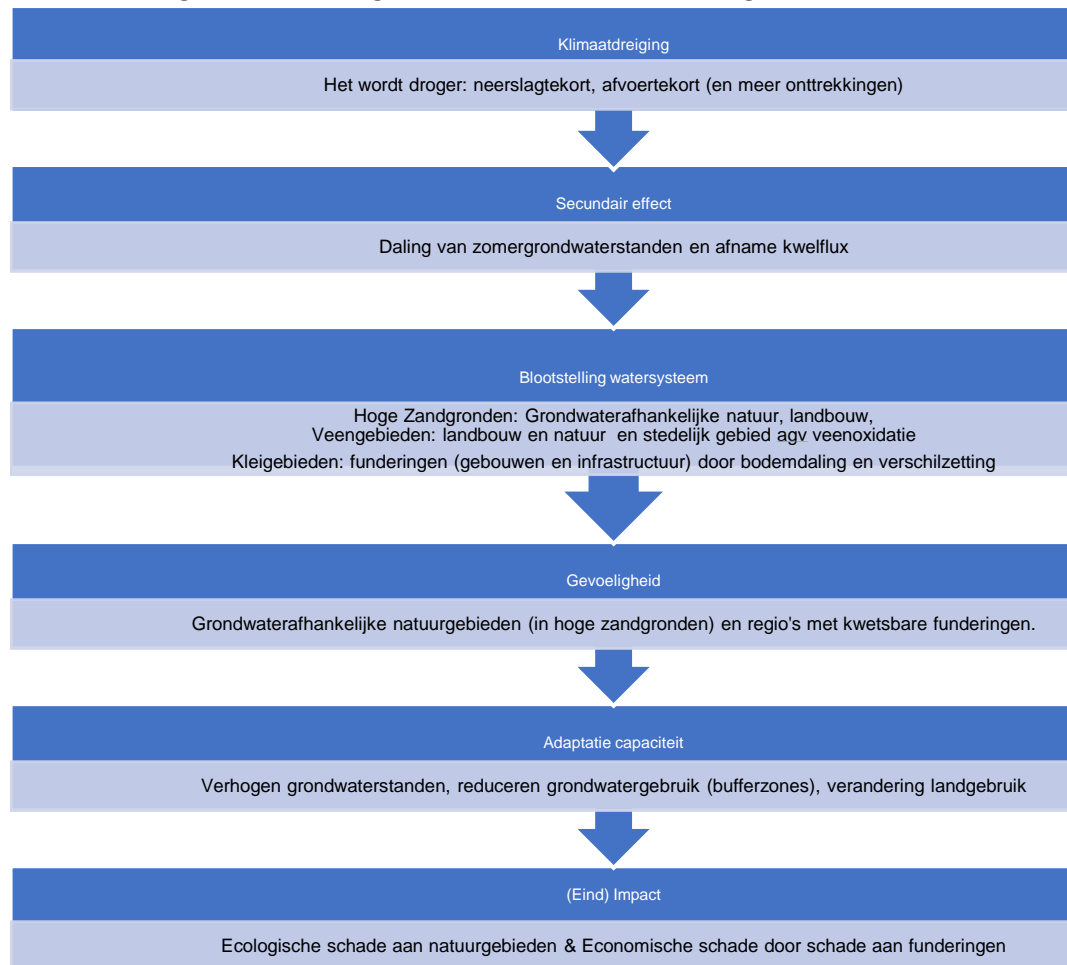 Klimaatdreiging
Het wordt droger: neerslagtekort, afvoertekort (en meer onttrekkingen)
Secundair effect
Daling van zomergrondwaterstanden en afname kwelflux
Blootstelling watersysteem
Hoge Zandgronden: Grondwaterafhankelijke natuur, landbouw,
Veengebieden: landbouw en natuur en stedelijk gebied agv veenoxidatie
Kleigebieden: funderingen (gebouwen en infrastructuur) door bodemdaling en verschilzetting
Gevoeligheid
Grondwaterafhankelijke natuurgebieden (in hoge zandgronden) en regio's met kwetsbare funderingen.
Adaptatie capaciteit
Verhogen grondwaterstanden, reduceren grondwatergebruik (bufferzones), verandering landgebruik
(Eind) Impact
Ecologische schade aan natuurgebieden & Economische schade door schade aan funderingen